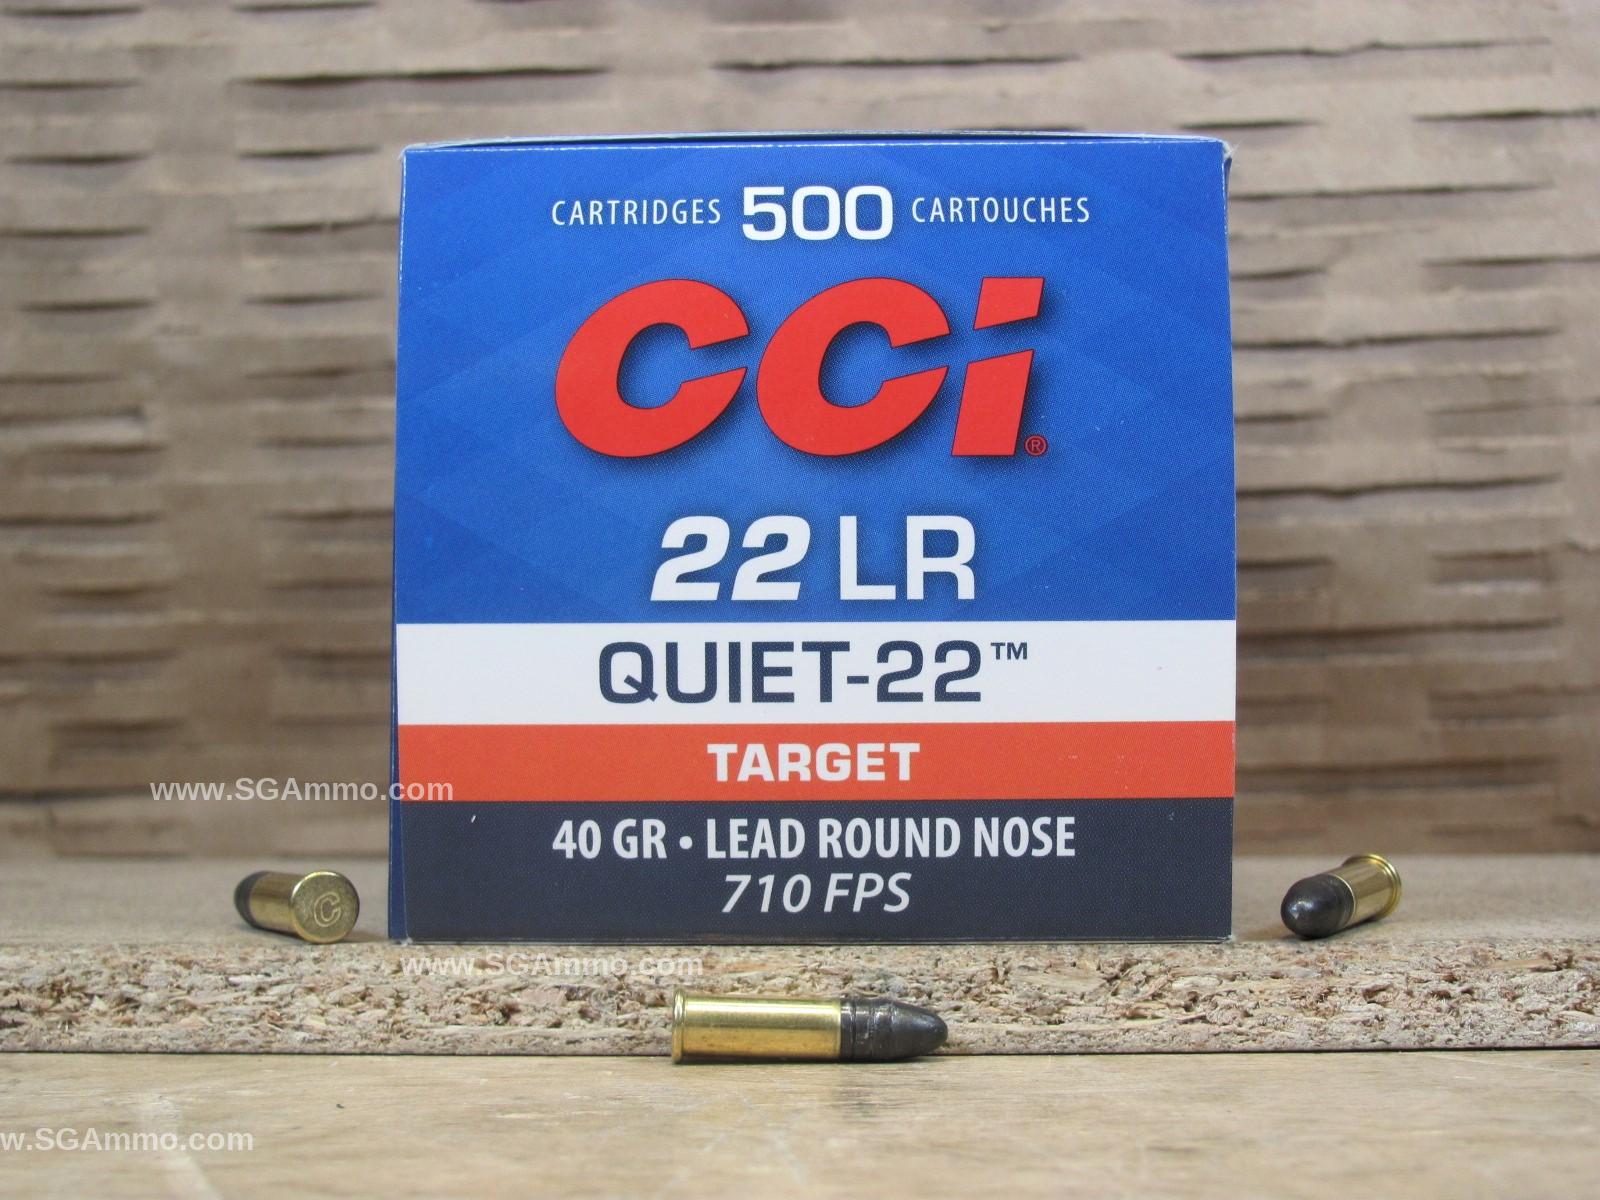 CARTRIDGES 500 CARTOUCHES
CCI®
22 LR
QUIET-22™
TARGET
www.SGAmmo.com
40 GR • LEAD ROUND NOSE
710 FPS
C
www.SGAmmo.com
w.SGAmmo.com